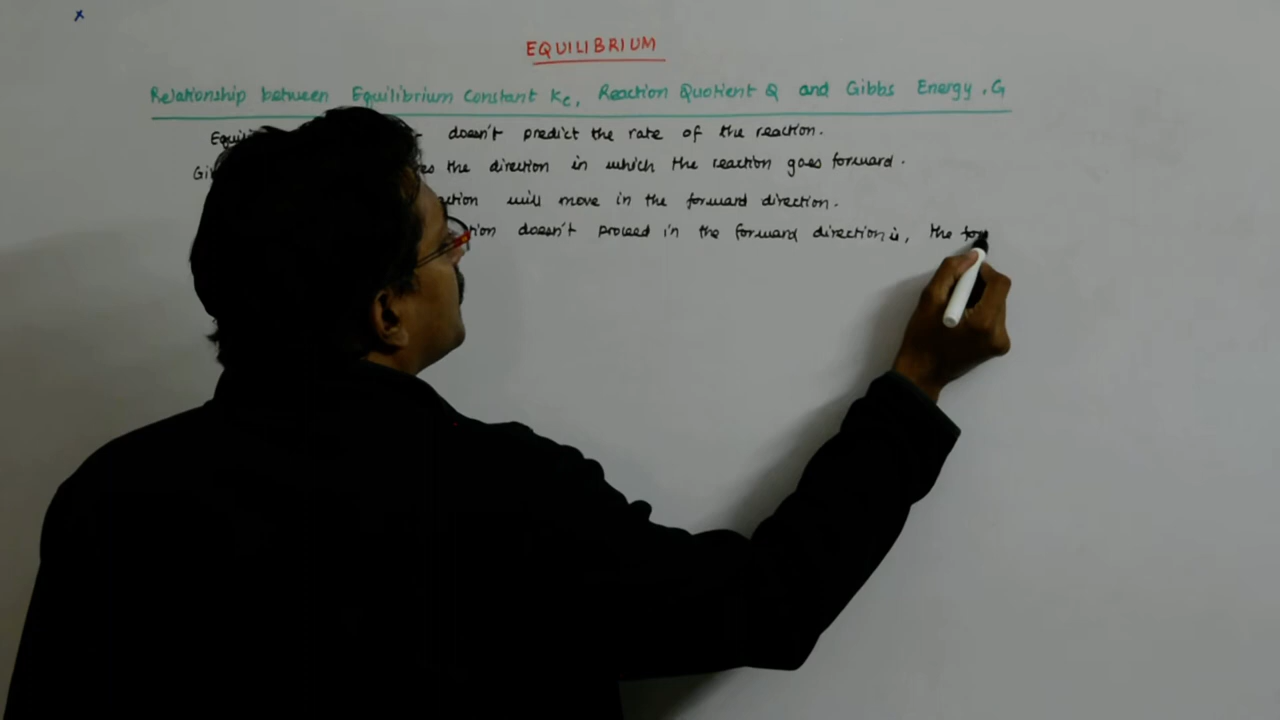 EQUILIBRIUM
Relationship between Equilibrium Constant Kc, Reaction Quotient Q and Gibbs Energy, G
doesn't predict the rate of the reaction.
the direction in which the reaction goes forward.
will move in the forward direction.
doesn't proceed in the forward direction is, the